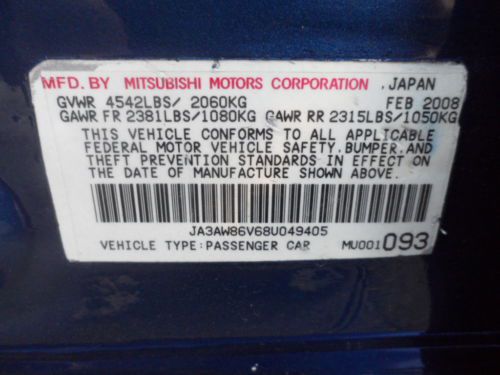 MFD. BY MITSUBISHI MOTORS CORPORATION , JAPAN
GVWR 4542LBS/ 2060KG FEB 2008
GAWR FR 2381LBS/1080KG GAWR RR 2315LBS/1050KG
THIS VEHICLE CONFORMS TO ALL APPLICABLE
FEDERAL MOTOR VEHICLE SAFETY, BUMPER, AND
THEFT PREVENTION STANDARDS IN EFFECT ON
THE DATE OF MANUFACTURE SHOWN ABOVE.
JA3AW86V68U049405
VEHICLE TYPE:PASSENGER CAR MU001093